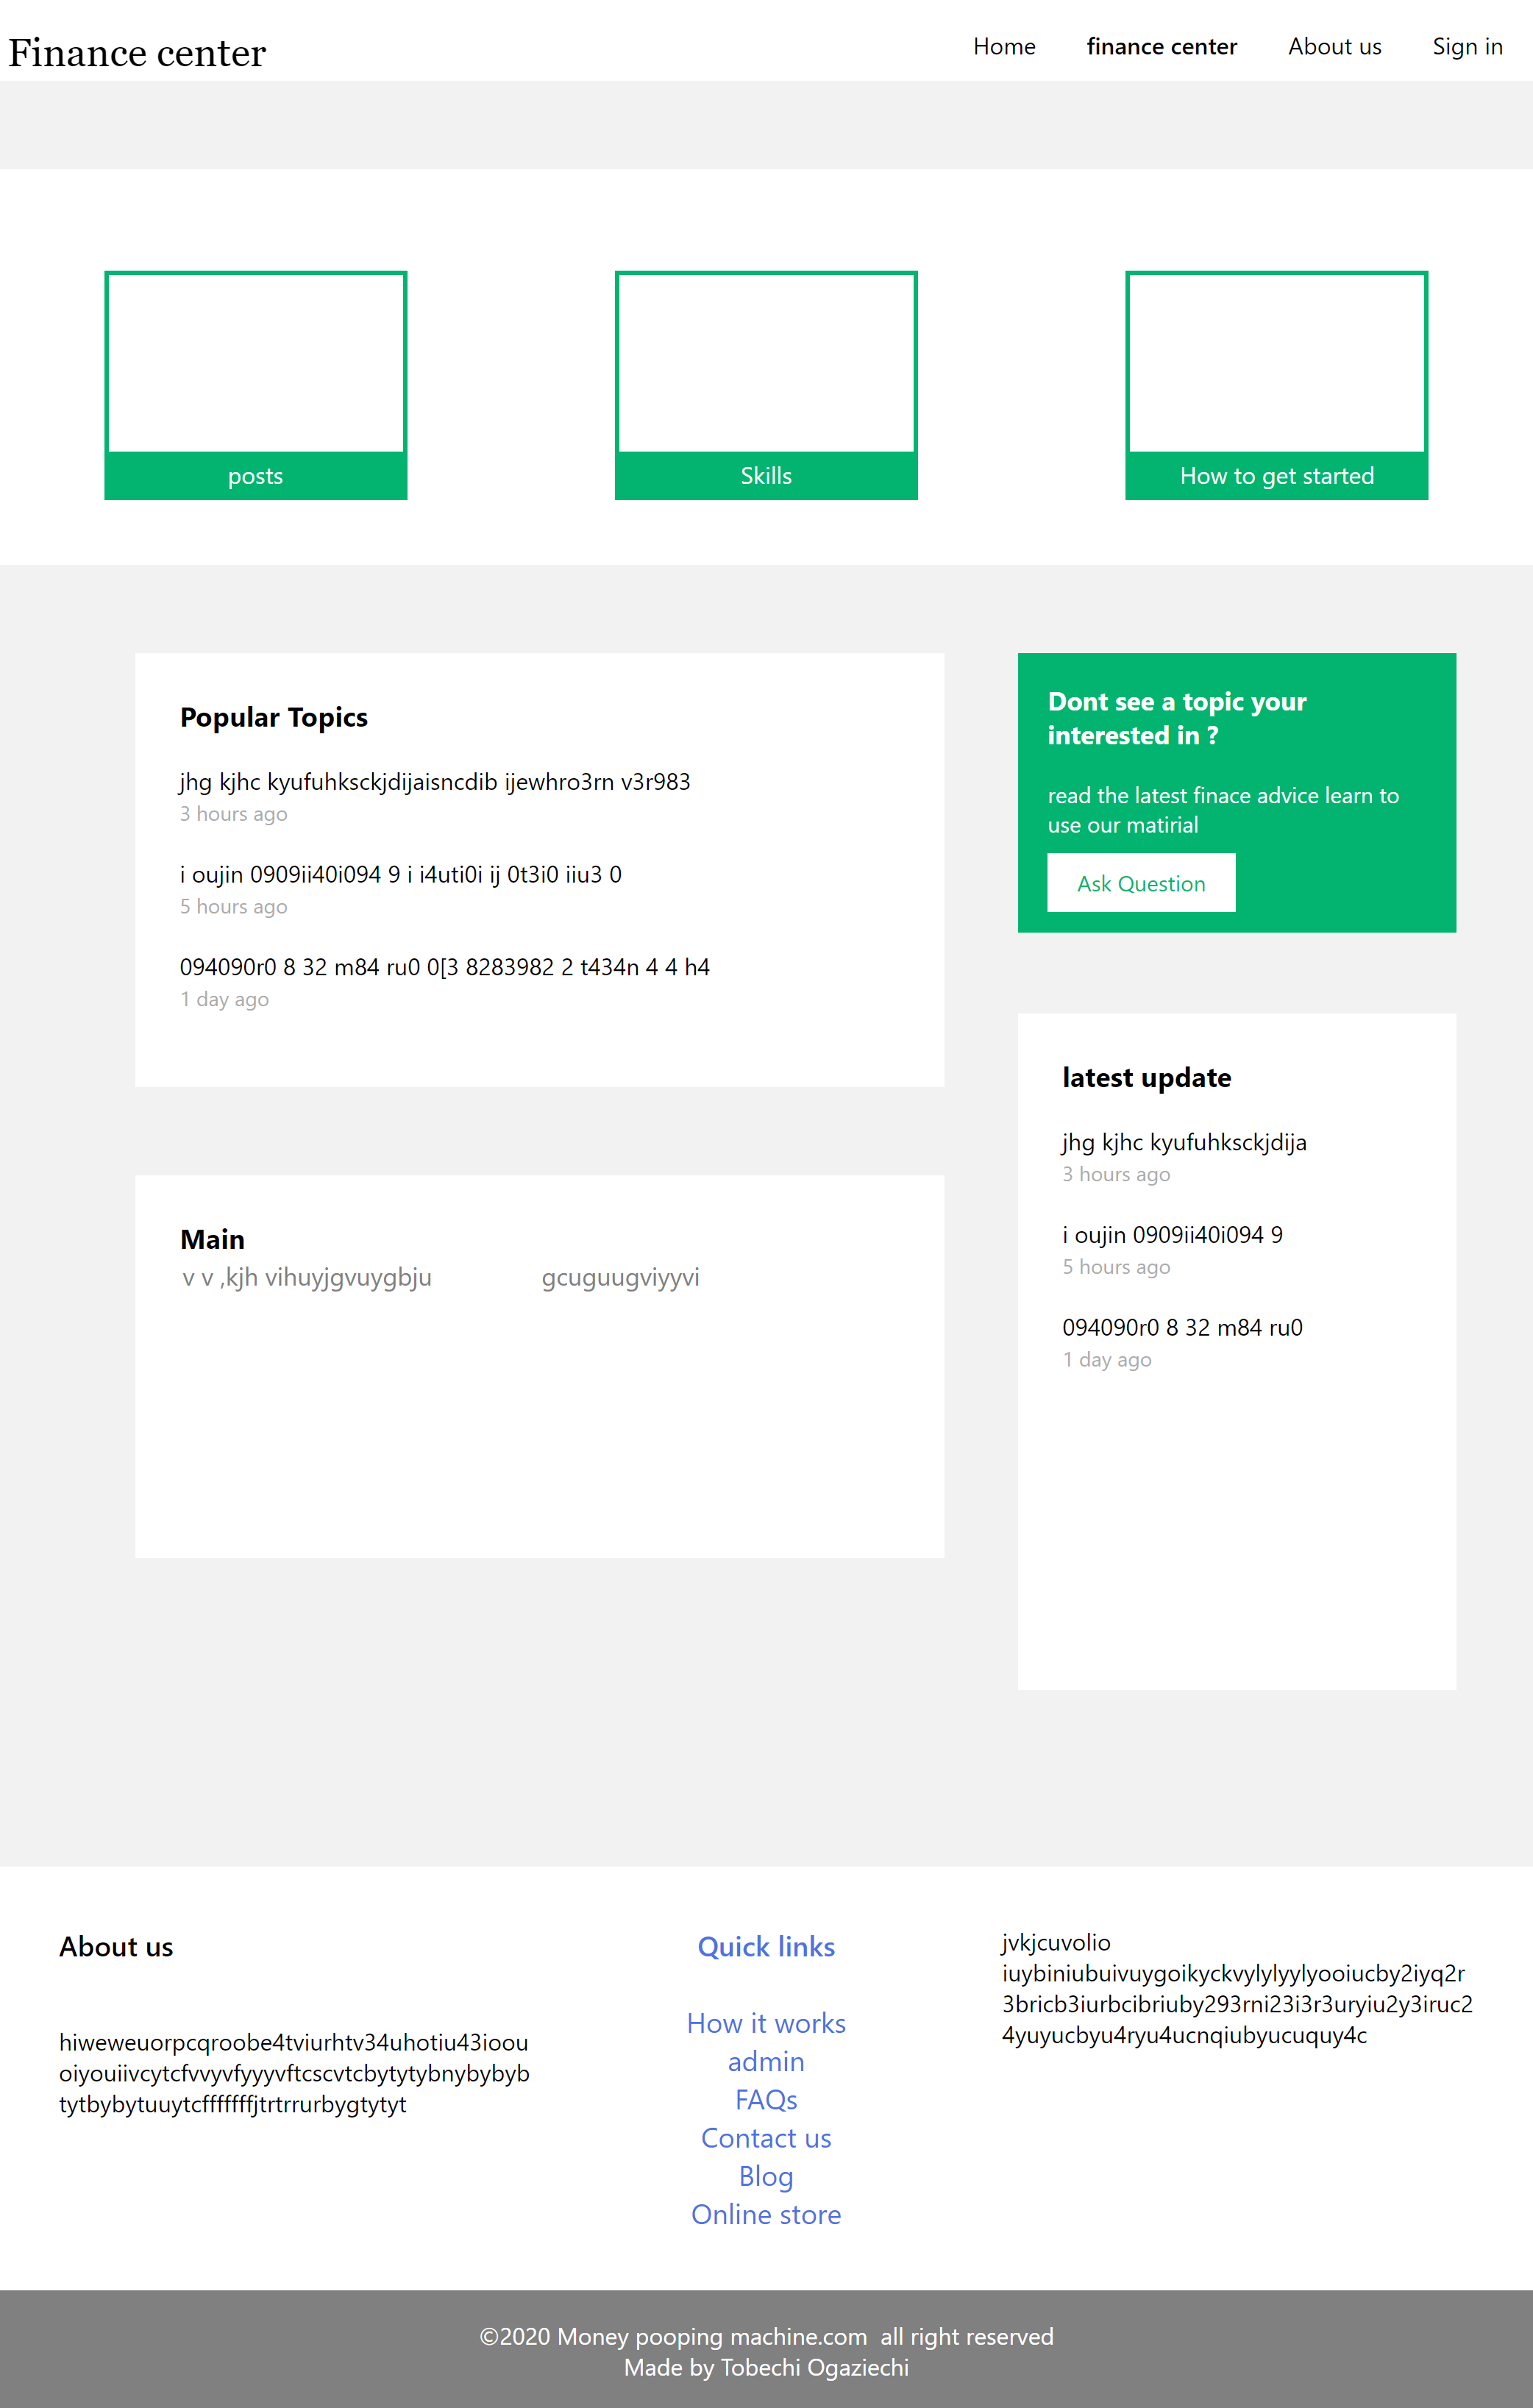 Finance center
Home finance center About us Sign in
posts
Skills
How to get started
Popular Topics
jhg kjhc kyufuhksckjdijaisncdib ijewhro3rn v3r983
3 hours ago
i oujin 0909ii40i094 9 i i4uti0i ij 0t3i0 iiu3 0
5 hours ago
094090r0 8 32 m84 ru0 0[3 8283982 2 t434n 4 4 h4
1 day ago
Main
v v ,kjh vihuyjgvuygbju gcuguugviyyvi
Dont see a topic your
interested in ?
read the latest finace advice learn to
use our matirial
Ask Question
latest update
jhg kjhc kyufuhksckjdija
3 hours ago
i oujin 0909ii40i094 9
5 hours ago
094090r0 8 32 m84 ru0
1 day ago
About us
hiweweuorpcqroobe4tviurhtv34uhotiu43ioou
oiyouiivcytcfvvyvfyyyvftcscvtcbytytybnybybyb
tytbybytuuytcfffffffjtrtrrurbygtytyt
Quick links
How it works
admin
FAQs
Contact us
Blog
Online store
jvkjcuvolio
iuybiniubuivuygoikyckvylylyylyooiucby2iyq2r
3bricb3iurbcibriuby293rni23i3r3uryiu2y3iruc2
4yuyucbyu4ryu4ucnqiubyucuquy4c
©2020 Money pooping machine.com all right reserved
Made by Tobechi Ogaziechi